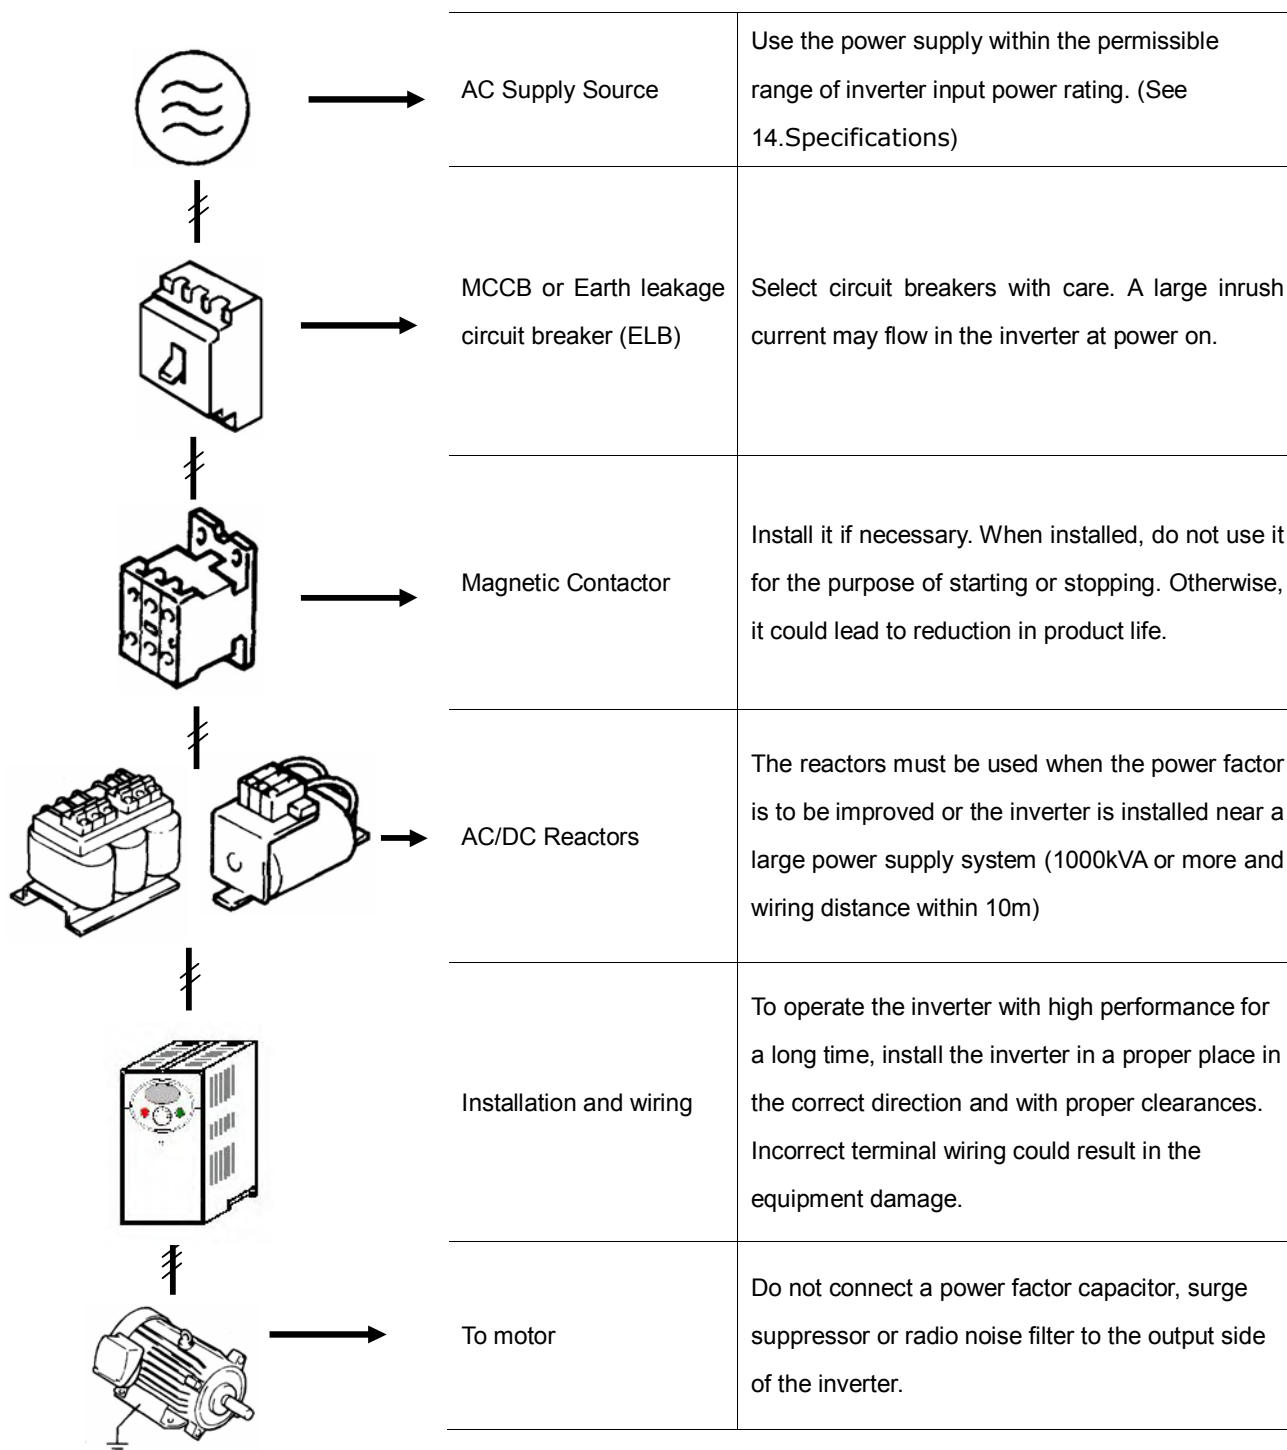 AC Supply Source
Use the power supply within the permissible
range of inverter input power rating. (See
14.Specifications)
MCCB or Earth leakage
circuit breaker (ELB)
Select circuit breakers with care. A large inrush
current may flow in the inverter at power on.
Magnetic Contactor
Install it if necessary. When installed, do not use it
for the purpose of starting or stopping. Otherwise,
it could lead to reduction in product life.
AC/DC Reactors
The reactors must be used when the power factor
is to be improved or the inverter is installed near a
large power supply system (1000kVA or more and
wiring distance within 10m)
Installation and wiring
To operate the inverter with high performance for
a long time, install the inverter in a proper place in
the correct direction and with proper clearances.
Incorrect terminal wiring could result in the
equipment damage.
To motor
Do not connect a power factor capacitor, surge
suppressor or radio noise filter to the output side
of the inverter.